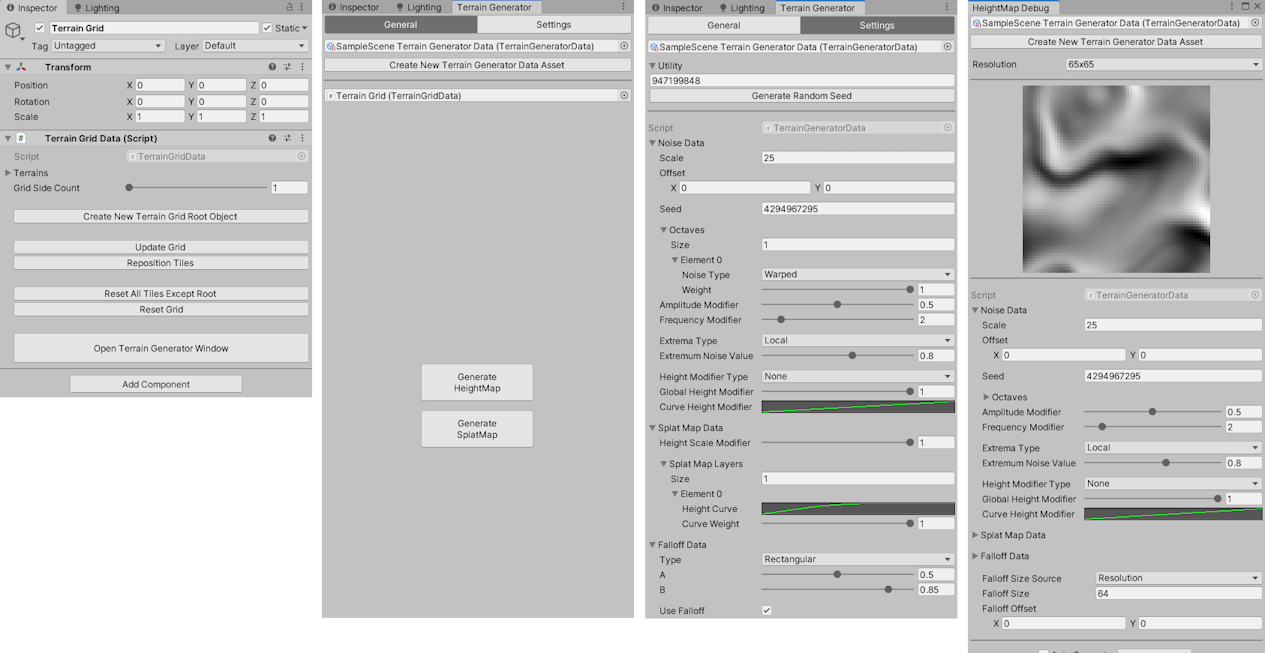 Inspector Lighting
Terrain Grid Static
Tag Untagged Layer Default
Transform
Position X 0 Y 0 Z 0
Rotation X 0 Y 0 Z 0
Scale X 1 Y 1 Z 1
# Terrain Grid Data (Script)
Script # TerrainGridData
Terrains
Grid Side Count 1
Create New Terrain Grid Root Object
Update Grid
Reposition Tiles
Reset All Tiles Except Root
Reset Grid
Open Terrain Generator Window
Add Component
Inspector Lighting Terrain Generator
General Settings
SampleScene Terrain Generator Data (TerrainGeneratorData)
Create New Terrain Generator Data Asset
Terrain Grid (TerrainGridData)
Generate
HeightMap
Generate
SplatMap
Inspector Lighting Terrain Generator
General Settings
SampleScene Terrain Generator Data (TerrainGeneratorData)
Utility
947199848
Generate Random Seed
Script # TerrainGeneratorData
Noise Data
Scale 25
Offset
X 0 Y 0
Seed 4294967295
Octaves
Size 1
Element 0
Noise Type Warped
Weight 1
Amplitude Modifier 0.5
Frequency Modifier 2
Extrema Type Local
Extremum Noise Value 0.8
Height Modifier Type None
Global Height Modifier 1
Curve Height Modifier
Splat Map Data
Height Scale Modifier 1
Splat Map Layers
Size 1
Element 0
Height Curve
Curve Weight 1
Falloff Data
Type Rectangular
A 0.5
B 0.85
Use Falloff
HeightMap Debug
SampleScene Terrain Generator Data (TerrainGeneratorData)
Create New Terrain Generator Data Asset
Resolution 65x65
Script # TerrainGeneratorData
Noise Data
Scale 25
Offset
X 0 Y 0
Seed 4294967295
Octaves
Amplitude Modifier 0.5
Frequency Modifier 2
Extrema Type Local
Extremum Noise Value 0.8
Height Modifier Type None
Global Height Modifier 1
Curve Height Modifier
Splat Map Data
Falloff Data
Falloff Size Source Resolution
Falloff Size 64
Falloff Offset
X 0 Y 0